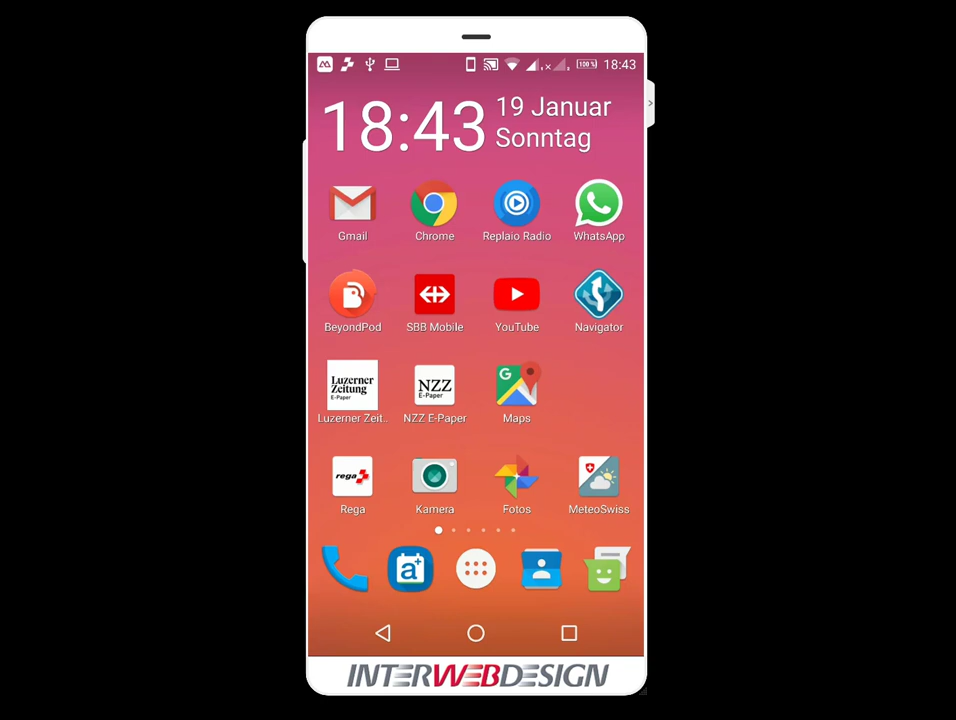 100 % 18:43
18:43
19 Januar
Sonntag
Gmail
Chrome
Replaio Radio
WhatsApp
BeyondPod
SBB Mobile
YouTube
Navigator
Luzerner
Zeitung
E-Paper
NZZ
E-Paper
G
Luzerner Zeit..
NZZ E-Paper
Maps
rega
Rega
Kamera
Fotos
MeteoSwiss
a+
INTERWEBDESIGN